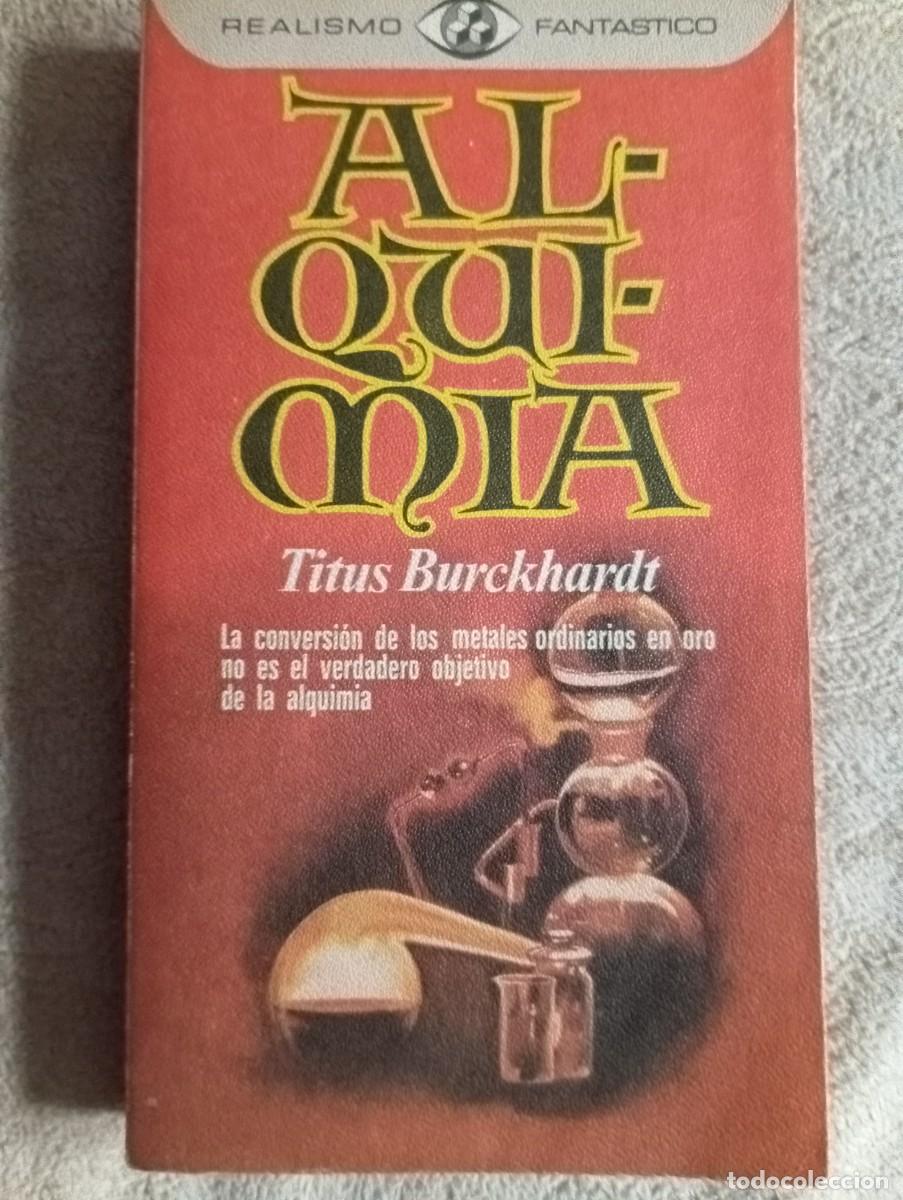 REALISMO FANTASTICO
AL-
QUI-
MIA
Titus Burckhardt
La conversión de los metales ordinarios en oro
no es el verdadero objetivo
de la alquimia
todocoleccion